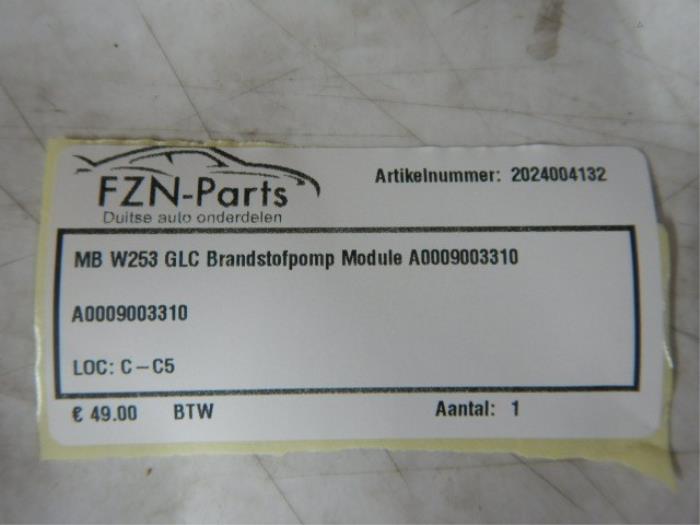 FZN-Parts
Duitse auto onderdelen
Artikelnummer: 2024004132
MB W253 GLC Brandstofpomp Module A0009003310
A0009003310
LOC: C-C5
€ 49.00 BTW Aantal: 1